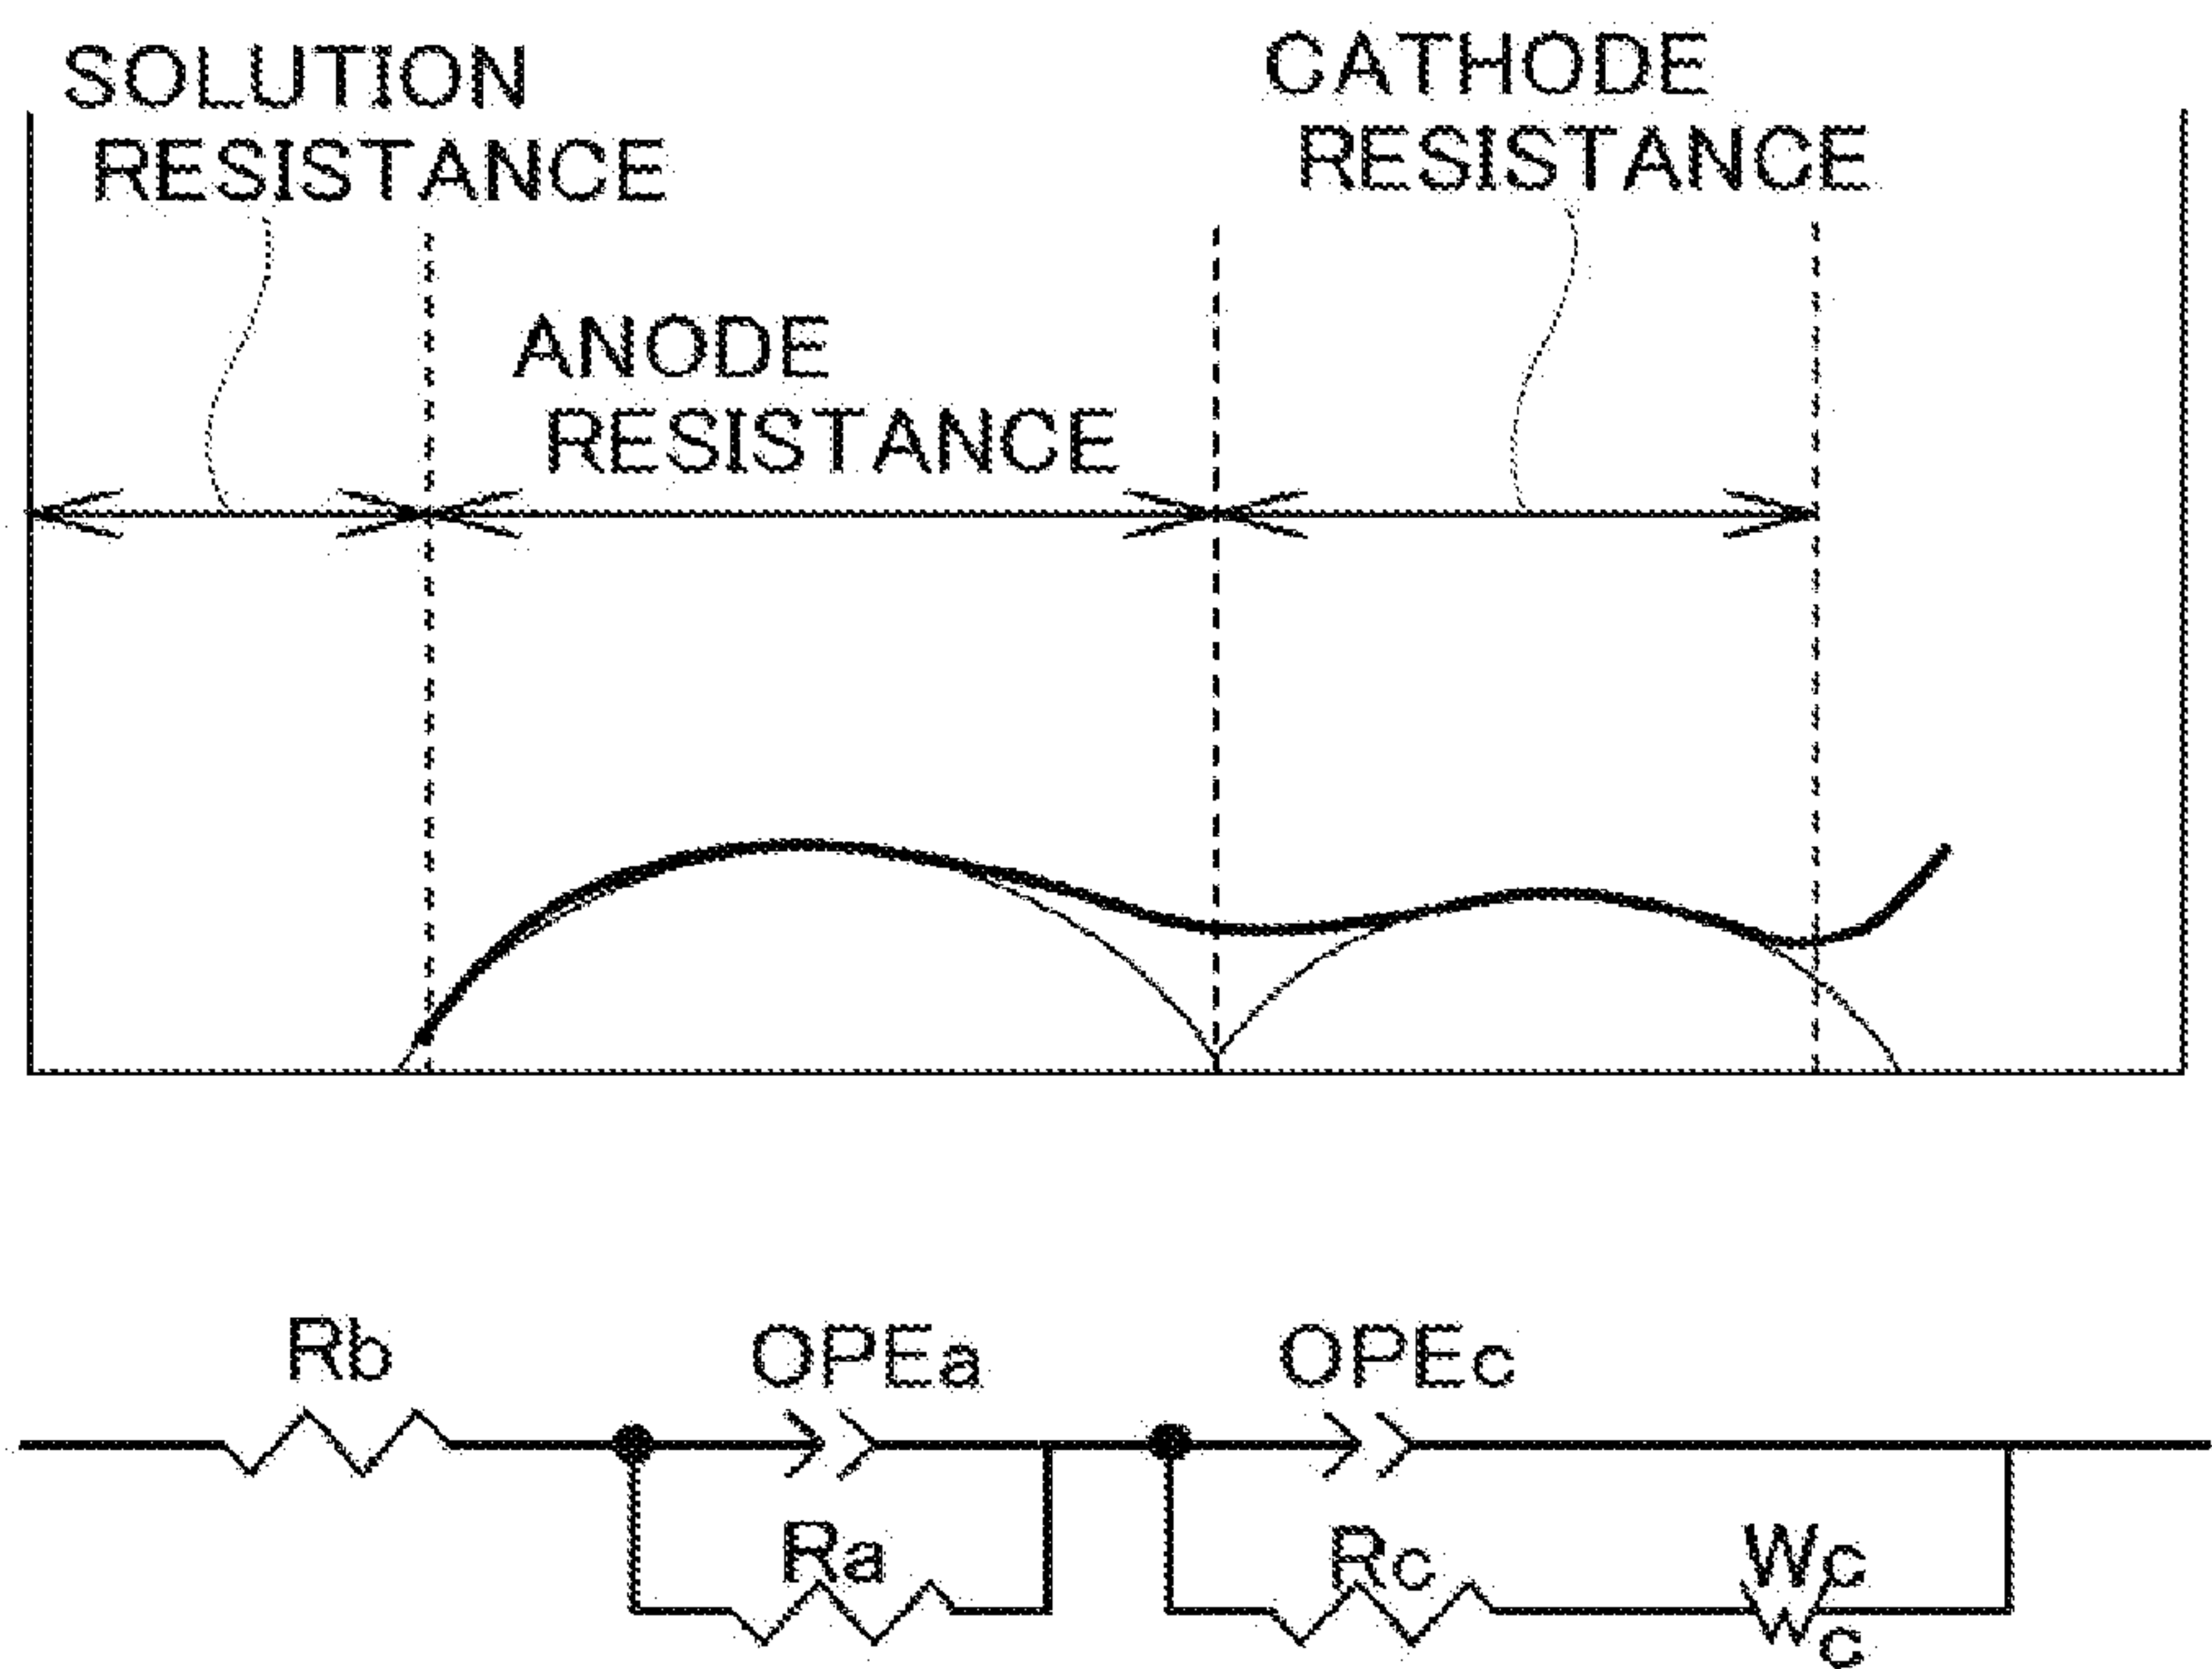 SOLUTION
RESISTANCE
CATHODE
RESISTANCE
ANODE
RESISTANCE
Rb
OPEa
OPEc
Ra
Rc
Wc
Wc